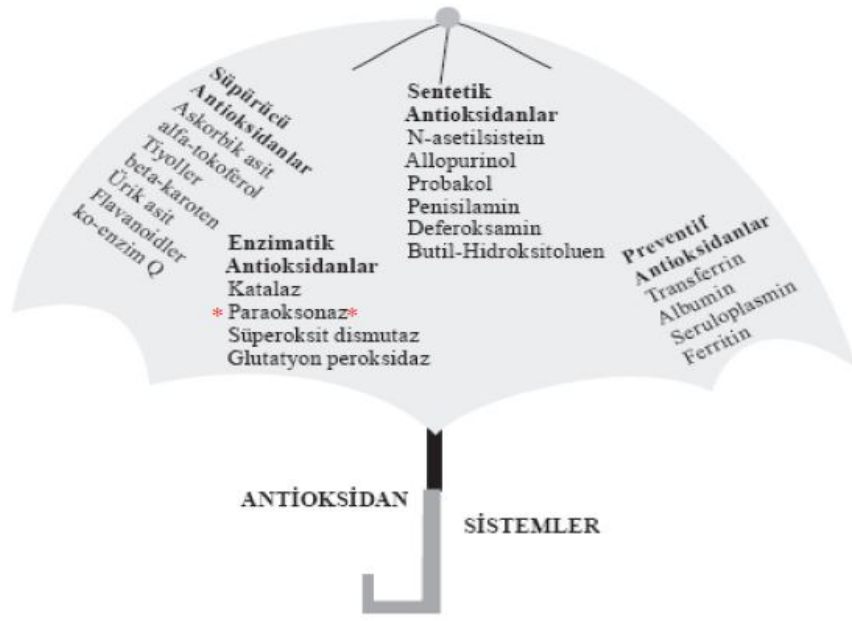 Süpürücü
Antioksidanlar
Askorbik asit
alfa-tokoferol
Tiyoller
beta-karoten
Ürik asit
Flavanoidler
ko-enzim Q
Sentetik
Antioksidanlar
N-asetilsistein
Allopurinol
Probakol
Penisilamin
Deferoksamin
Butil-Hidroksitoluen
Enzimatik
Antioksidanlar
Katalaz
* Paraoksonaz*
Süperoksit dismutaz
Glutatyon peroksidaz
Preventif
Antioksidanlar
Transferrin
Albumin
Seruloplasmin
Ferritin
ANTİOKSİDAN
SİSTEMLER